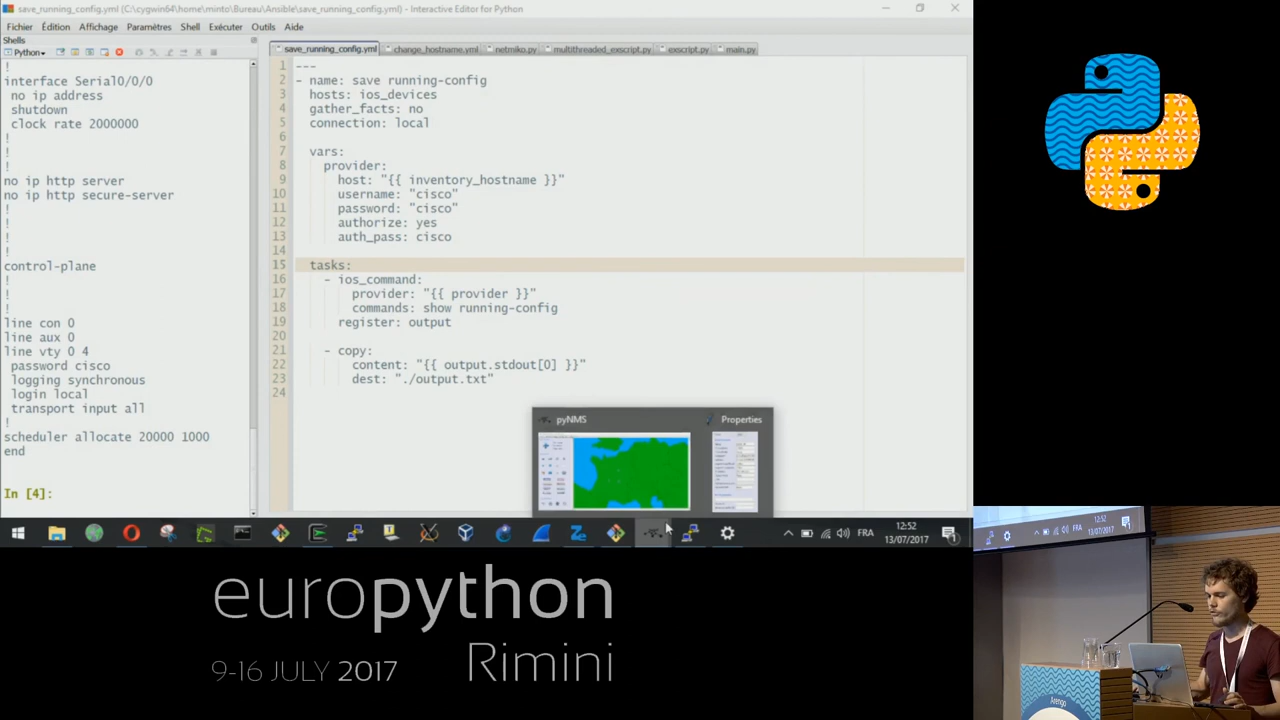 save_running_config.yml (C:\cygwin64\home\minto\Bureau\Ansible\save_running_config.yml) - Interactive Editor for Python
Fichier Édition Affichage Paramètres Shell Exécuter Outils Aide
Shells
Python
!
interface Serial0/0/0
no ip address
shutdown
clock rate 2000000
!
!
!
no ip http server
no ip http secure-server
!
!
!
!
control-plane
!
!
!
line con 0
line aux 0
line vty 0 4
password cisco
logging synchronous
login local
transport input all
!
scheduler allocate 20000 1000
end
In [4]:
save_running_config.yml change_hostname.yml netmiko.py multithreaded_exscript.py exscript.py main.py
1 ---
2 - name: save running-config
3 hosts: ios_devices
4 gather_facts: no
5 connection: local
6
7 vars:
8 provider:
9 host: "{{ inventory_hostname }}"
10 username: "cisco"
11 password: "cisco"
12 authorize: yes
13 auth_pass: cisco
14
15 tasks:
16 - ios_command:
17 provider: "{{ provider }}"
18 commands: show running-config
19 register: output
20
21 - copy:
22 content: "{{ output.stdout[0] }}"
23 dest: "./output.txt"
24
pyNMS Properties
FRA
12:52
13/07/2017
europython
9-16 JULY 2017 Rimini
FRA
12:52
13/07/2017
Arengo